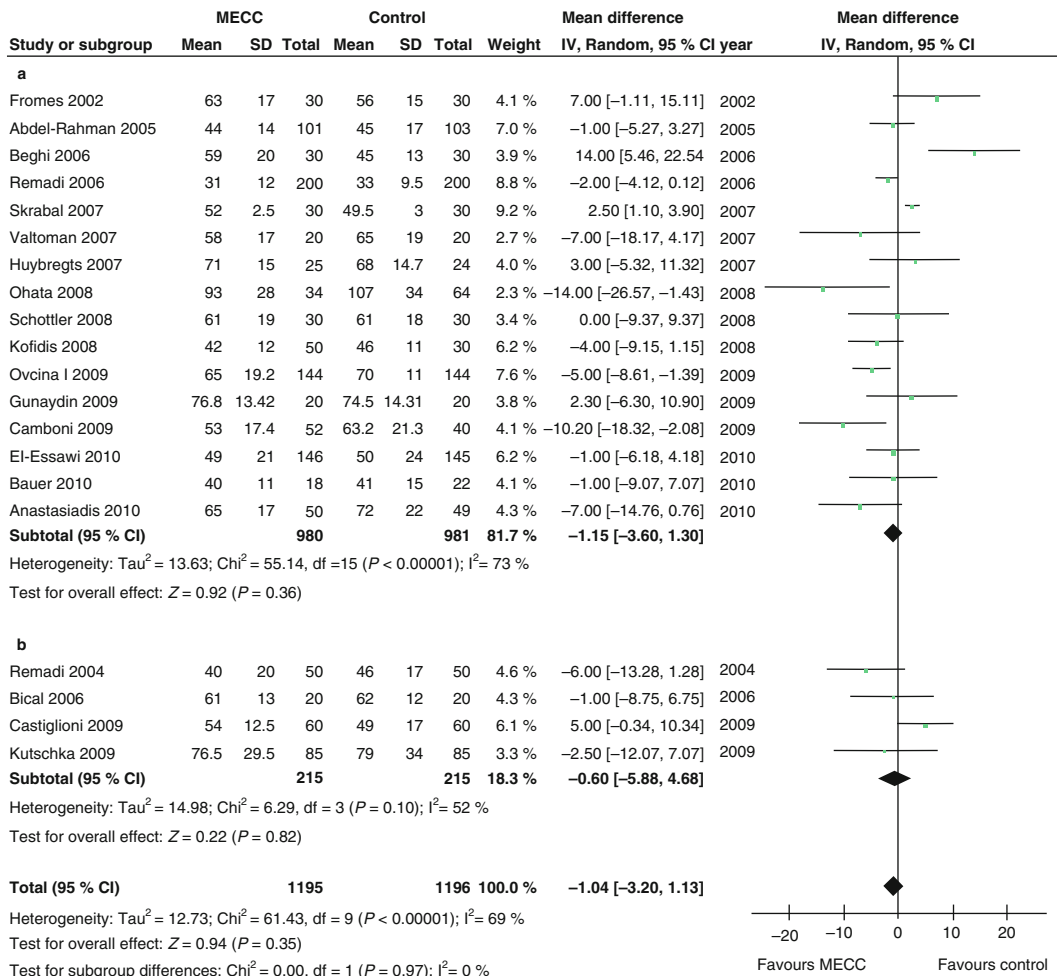 MECC Control Mean difference Mean difference
Study or subgroup Mean SD Total Mean SD Total Weight IV, Random, 95 % CI year IV, Random, 95 % CI
a
Fromes 2002 63 17 30 56 15 30 4.1 % 7.00 [−1.11, 15.11] 2002
Abdel-Rahman 2005 44 14 101 45 17 103 7.0 % −1.00 [−5.27, 3.27] 2005
Beghi 2006 59 20 30 45 13 30 3.9 % 14.00 [5.46, 22.54 2006
Remadi 2006 31 12 200 33 9.5 200 8.8 % −2.00 [−4.12, 0.12] 2006
Skrabal 2007 52 2.5 30 49.5 3 30 9.2 % 2.50 [1.10, 3.90] 2007
Valtoman 2007 58 17 20 65 19 20 2.7 % −7.00 [−18.17, 4.17] 2007
Huybregts 2007 71 15 25 68 14.7 24 4.0 % 3.00 [−5.32, 11.32] 2007
Ohata 2008 93 28 34 107 34 64 2.3 % −14.00 [−26.57, −1.43] 2008
Schottler 2008 61 19 30 61 18 30 3.4 % 0.00 [−9.37, 9.37] 2008
Kofidis 2008 42 12 50 46 11 30 6.2 % −4.00 [−9.15, 1.15] 2008
Ovcina I 2009 65 19.2 144 70 11 144 7.6 % −5.00 [−8.61, −1.39] 2009
Gunaydin 2009 76.8 13.42 20 74.5 14.31 20 3.8 % 2.30 [−6.30, 10.90] 2009
Camboni 2009 53 17.4 52 63.2 21.3 40 4.1 % −10.20 [−18.32, −2.08] 2009
EI-Essawi 2010 49 21 146 50 24 145 6.2 % −1.00 [−6.18, 4.18] 2010
Bauer 2010 40 11 18 41 15 22 4.1 % −1.00 [−9.07, 7.07] 2010
Anastasiadis 2010 65 17 50 72 22 49 4.3 % −7.00 [−14.76, 0.76] 2010
Subtotal (95 % CI) 980 981 81.7 % −1.15 [−3.60, 1.30]
Heterogeneity: Tau² = 13.63; Chi² = 55.14, df =15 (P < 0.00001); I²= 73 %
Test for overall effect: Z = 0.92 (P = 0.36)
b
Remadi 2004 40 20 50 46 17 50 4.6 % −6.00 [−13.28, 1.28] 2004
Bical 2006 61 13 20 62 12 20 4.3 % −1.00 [−8.75, 6.75] 2006
Castiglioni 2009 54 12.5 60 49 17 60 6.1 % 5.00 [−0.34, 10.34] 2009
Kutschka 2009 76.5 29.5 85 79 34 85 3.3 % −2.50 [−12.07, 7.07] 2009
Subtotal (95 % CI) 215 215 18.3 % −0.60 [−5.88, 4.68]
Heterogeneity: Tau² = 14.98; Chi² = 6.29, df = 3 (P = 0.10); I²= 52 %
Test for overall effect: Z = 0.22 (P = 0.82)
Total (95 % CI) 1195 1196 100.0 % −1.04 [−3.20, 1.13]
Heterogeneity: Tau² = 12.73; Chi² = 61.43, df = 9 (P < 0.00001); I²= 69 %
Test for overall effect: Z = 0.94 (P = 0.35)
Test for subgroup differences: Chi² = 0.00, df = 1 (P = 0.97); I²= 0 %
−20 −10 0 10 20
Favours MECC Favours control